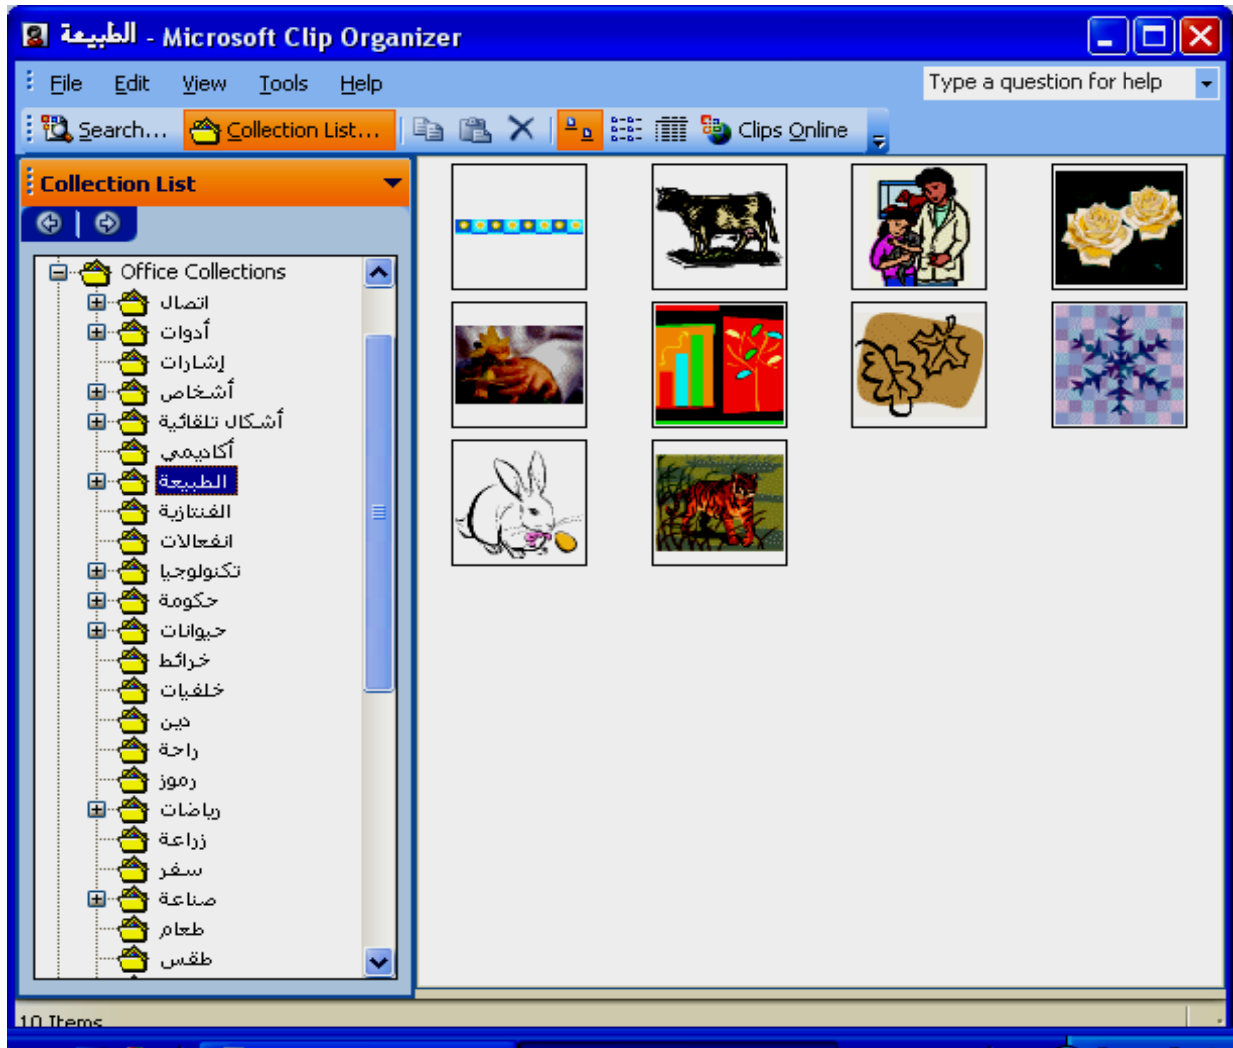 الطبيعة - Microsoft Clip Organizer
File Edit View Tools Help
Type a question for help
Search... Collection List... Clips Online
Collection List
Office Collections
اتصال
أدوات
إشارات
أشخاص
أشكال تلقائية
أكاديمي
الطبيعة
الفنتازية
انفعالات
تكنولوجيا
حكومة
حيوانات
خرائط
خلفيات
دين
راحة
رموز
رياضات
زراعة
سفر
صناعة
طعام
طقس
10 Items